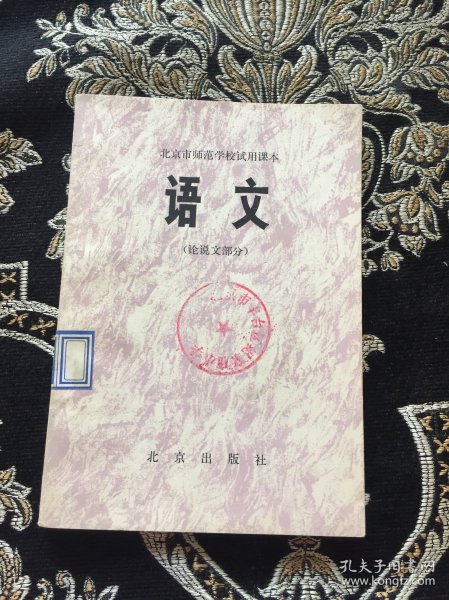 北京市师范学校试用课本
语文
(论说文部分)
北京出版社
孔夫子旧书网
www.kongfz.com